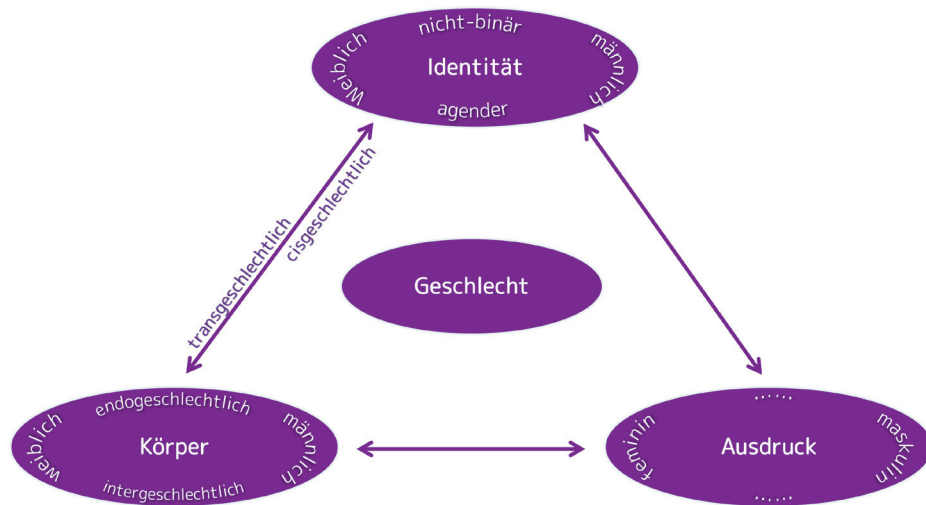 Weiblich
nicht-binär
männlich
Identität
agender
transgeschlechtlich
cisgeschlechtlich
Geschlecht
weiblich
endogeschlechtlich
männlich
Körper
intergeschlechtlich
feminin
......
maskulin
Ausdruck
......